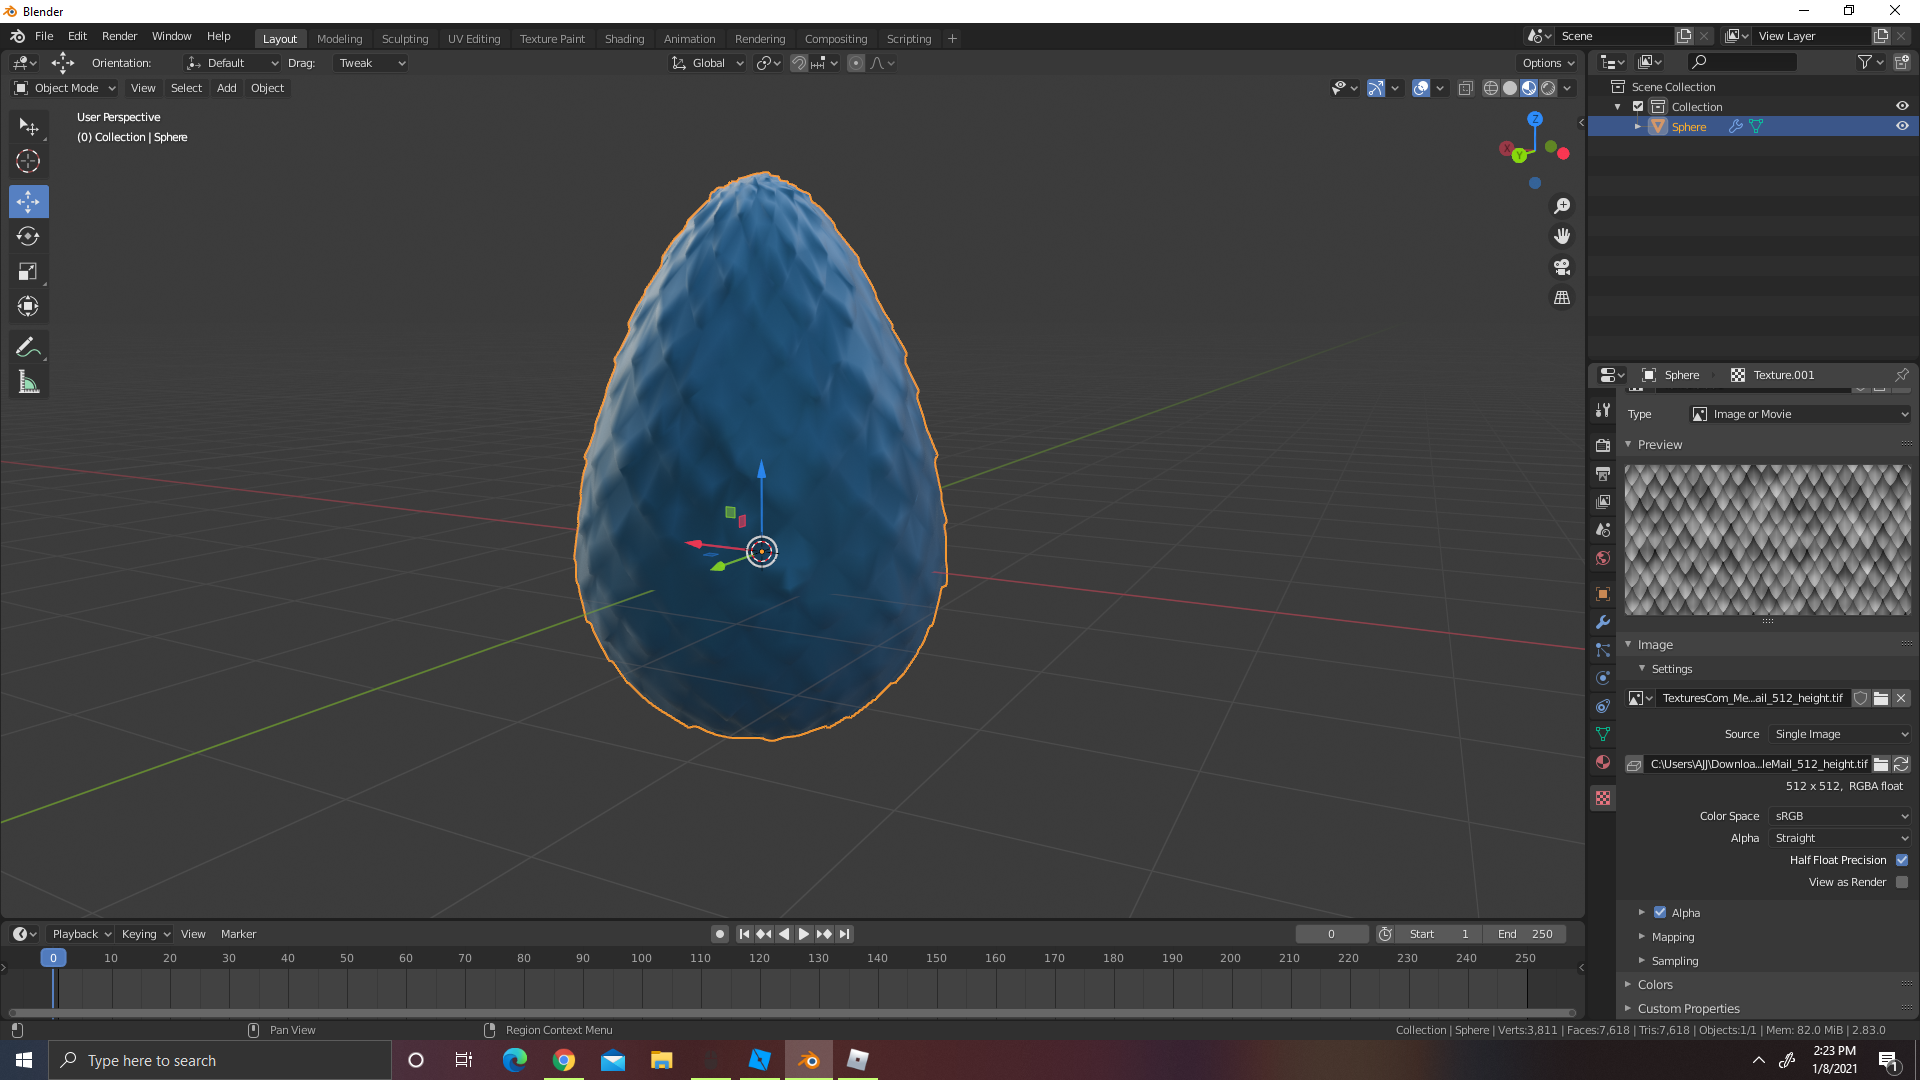 Blender
File Edit Render Window Help
Layout Modeling Sculpting UV Editing Texture Paint Shading Animation Rendering Compositing Scripting +
Scene
View Layer
Orientation: Default Drag: Tweak
Global
Options
Object Mode View Select Add Object
User Perspective
(0) Collection | Sphere
Z
X
Y
Scene Collection
Collection
Sphere
Sphere Texture.001
Type Image or Movie
Preview
Image
Settings
TexturesCom_Me...ail_512_height.tif
Source Single Image
C:\Users\AJJ\Downloa...leMail_512_height.tif
512 x 512, RGBA float
Color Space sRGB
Alpha Straight
Half Float Precision
View as Render
Alpha
Mapping
Sampling
Colors
Custom Properties
Playback Keying View Marker
0
Start 1
End 250
0 10 20 30 40 50 60 70 80 90 100 110 120 130 140 150 160 170 180 190 200 210 220 230 240 250
Pan View
Region Context Menu
Collection | Sphere | Verts:3,811 | Faces:7,618 | Tris:7,618 | Objects:1/1 | Mem: 82.0 MiB | 2.83.0
Type here to search
2:23 PM
1/8/2021
1